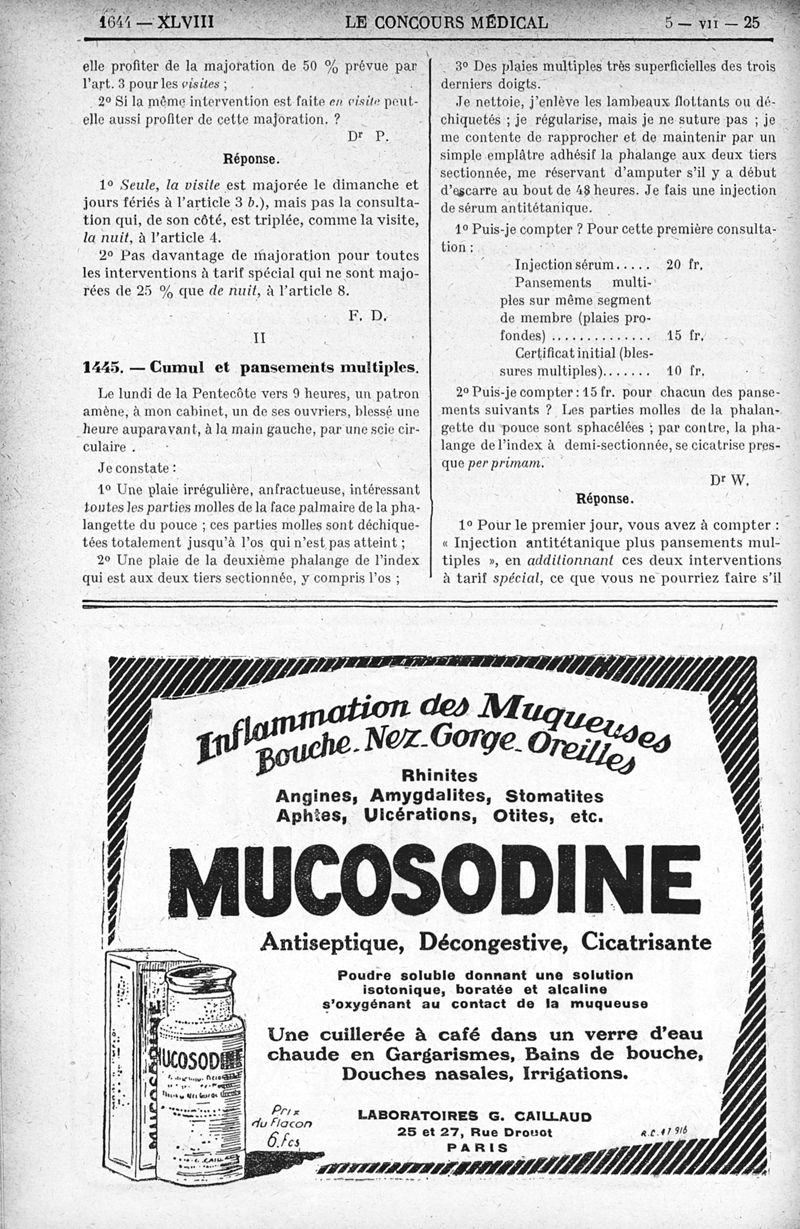 1644 — XLVIII
LE CONCOURS MÉDICAL
5 — VII — 25
elle profiter de la majoration de 50 % prévue par
l'art. 3 pour les visites ;
2º Si la même intervention est faite en visite peut-
elle aussi profiter de cette majoration. ?
Dr P.
Réponse.
1º Seule, la visite est majorée le dimanche et
jours fériés à l'article 3 b.), mais pas la consulta-
tion qui, de son côté, est triplée, comme la visite,
la nuit, à l'article 4.
2º Pas davantage de majoration pour toutes
les interventions à tarif spécial qui ne sont majo-
rées de 25 % que de nuit, à l'article 8.
F. D.
II
1445. — Cumul et pansements multiples.
Le lundi de la Pentecôte vers 9 heures, un patron
amène, à mon cabinet, un de ses ouvriers, blessé une
heure auparavant, à la main gauche, par une scie cir-
culaire .
Je constate :
1º Une plaie irrégulière, anfractueuse, intéressant
toutes les parties molles de la face palmaire de la pha-
langette du pouce ; ces parties molles sont déchique-
tées totalement jusqu'à l'os qui n'est pas atteint ;
2º Une plaie de la deuxième phalange de l'index
qui est aux deux tiers sectionnée, y compris l'os ;
3º Des plaies multiples très superficielles des trois
derniers doigts.
Je nettoie, j'enlève les lambeaux flottants ou dé-
chiquetés ; je régularise, mais je ne suture pas ; je
me contente de rapprocher et de maintenir par un
simple emplâtre adhésif la phalange aux deux tiers
sectionnée, me réservant d'amputer s'il y a début
d'escarre au bout de 48 heures. Je fais une injection
de sérum antitétanique.
1º Puis-je compter ? Pour cette première consulta-
tion :
Injection sérum..... 20 fr.
Pansements multi-
ples sur même segment
de membre (plaies pro-
fondes) .............. 15 fr.
Certificat initial (bles-
sures multiples)....... 10 fr.
2º Puis-je compter : 15 fr. pour chacun des panse-
ments suivants ? Les parties molles de la phalan-
gette du pouce sont sphacélées ; par contre, la pha-
lange de l'index à demi-sectionnée, se cicatrise pres-
que per primam.
Dr W.
Réponse.
1º Pour le premier jour, vous avez à compter :
« Injection antitétanique plus pansements mul-
tiples », en additionnant ces deux interventions
à tarif spécial, ce que vous ne pourriez faire s'il
Inflammation des Muqueuses
Bouche_Nez_Gorge_Oreilles
Rhinites
Angines, Amygdalites, Stomatites
Aphtes, Ulcérations, Otites, etc.
MUCOSODINE
Antiseptique, Décongestive, Cicatrisante
Poudre soluble donnant une solution
isotonique, boratée et alcaline
s'oxygénant au contact de la muqueuse
Une cuillerée à café dans un verre d'eau
chaude en Gargarismes, Bains de bouche,
Douches nasales, Irrigations.
MUCOSODINE
UCOSODINE
Prix
du Flacon
6.fcs
LABORATOIRES G. CAILLAUD
25 et 27, Rue Drouot
PARIS
R.C. 17 916